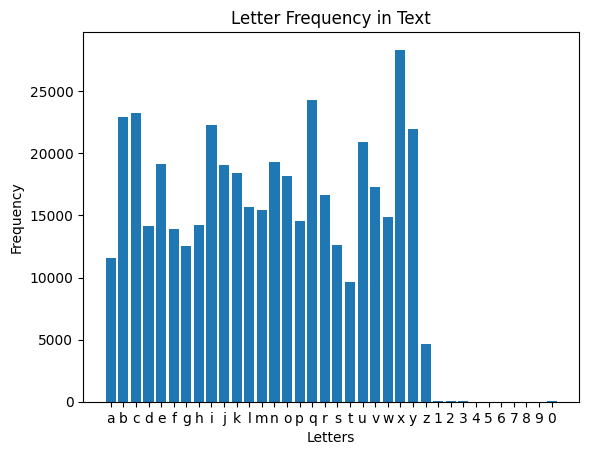 Letter Frequency in Text
Frequency
25000
20000
15000
10000
5000
0
a b c d e f g h i j k l m n o p q r s t u v w x y z 1 2 3 4 5 6 7 8 9 0
Letters